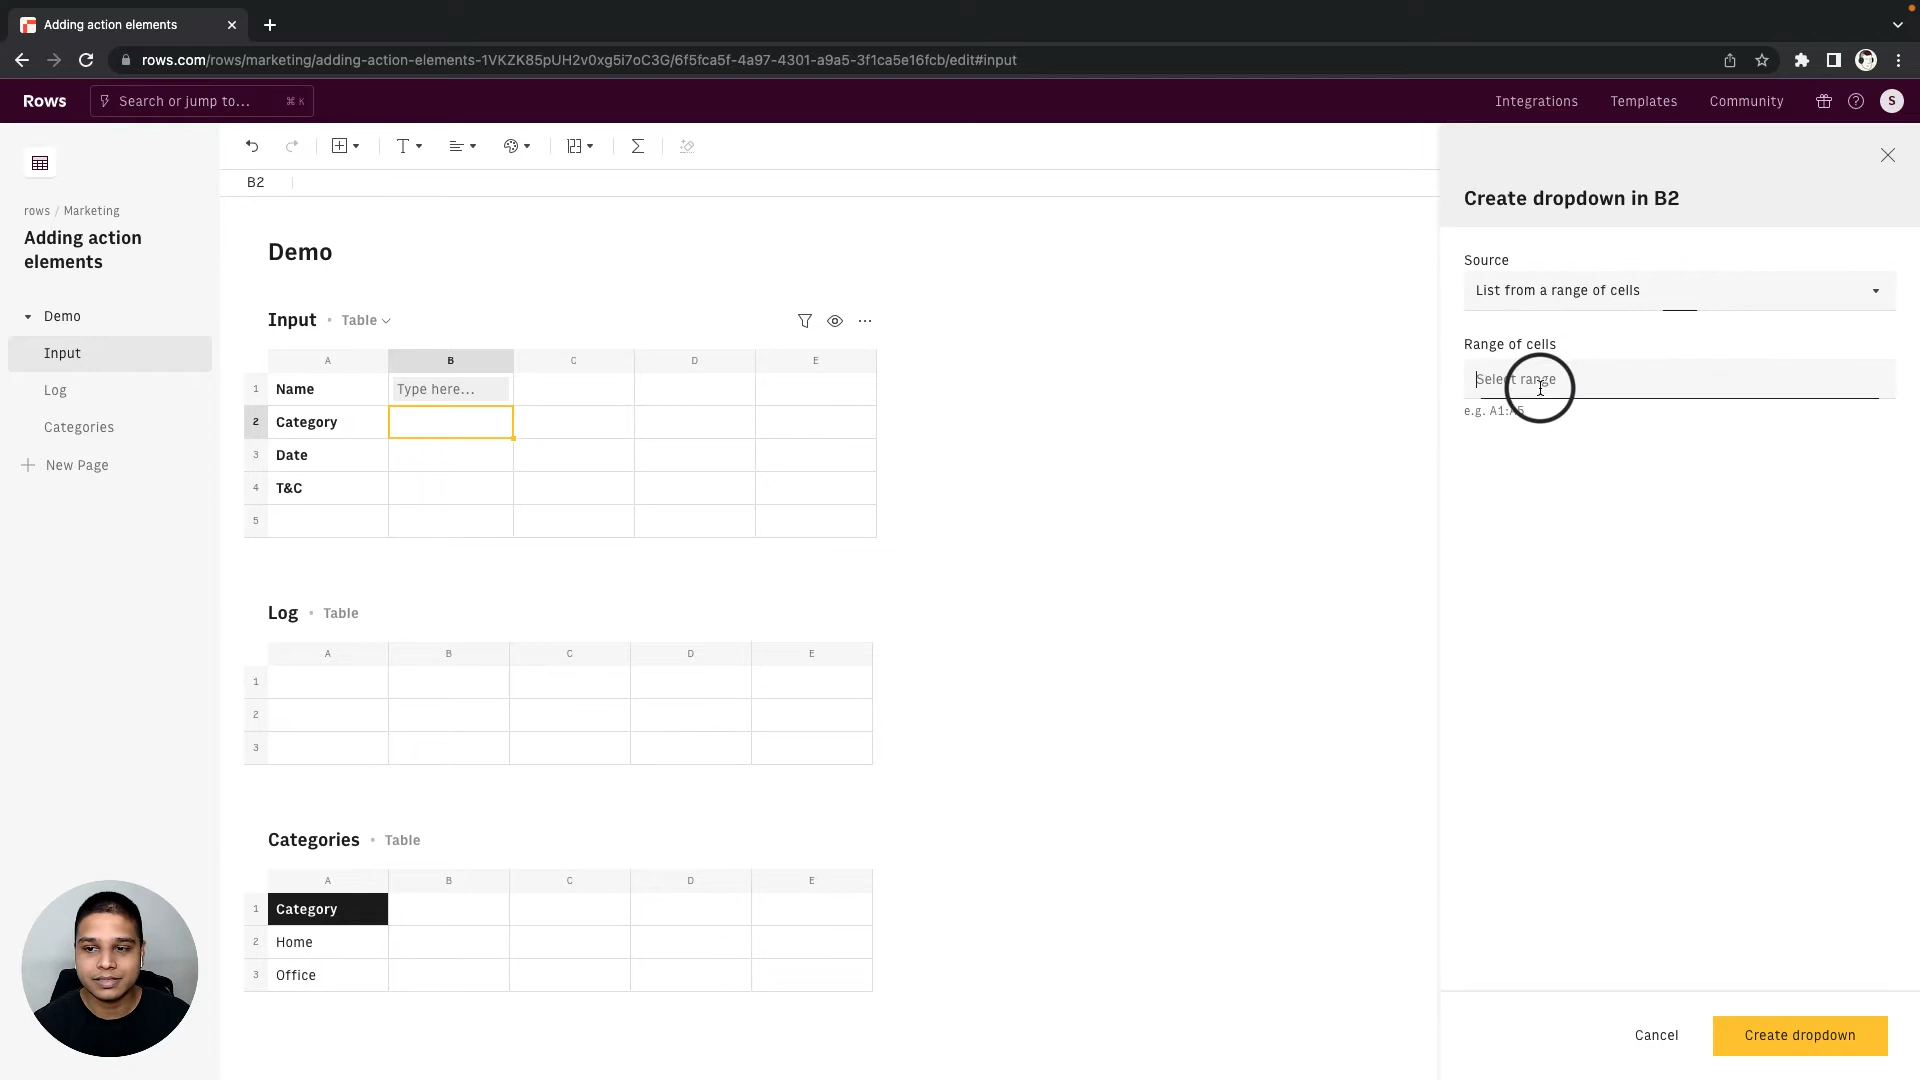 Adding action elements
rows.com/rows/marketing/adding-action-elements-1VKZK85pUH2v0xg5i7oC3G/6f5fca5f-4a97-4301-a9a5-3f1ca5e16fcb/edit#input
Rows
Search or jump to... ⌘ K
Integrations
Templates
Community
S
B2
rows / Marketing
Adding action
elements
Demo
Input
Log
Categories
New Page
Demo
Input • Table
A B C D E
1 Name Type here...
2 Category
3 Date
4 T&C
5
Log • Table
A B C D E
1
2
3
Categories • Table
A B C D E
1 Category
2 Home
3 Office
Create dropdown in B2
Source
List from a range of cells
Range of cells
Select range
e.g. A1:A5
Cancel
Create dropdown